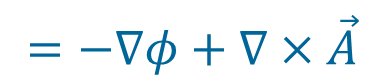 = −∇ϕ + ∇ × A⃗